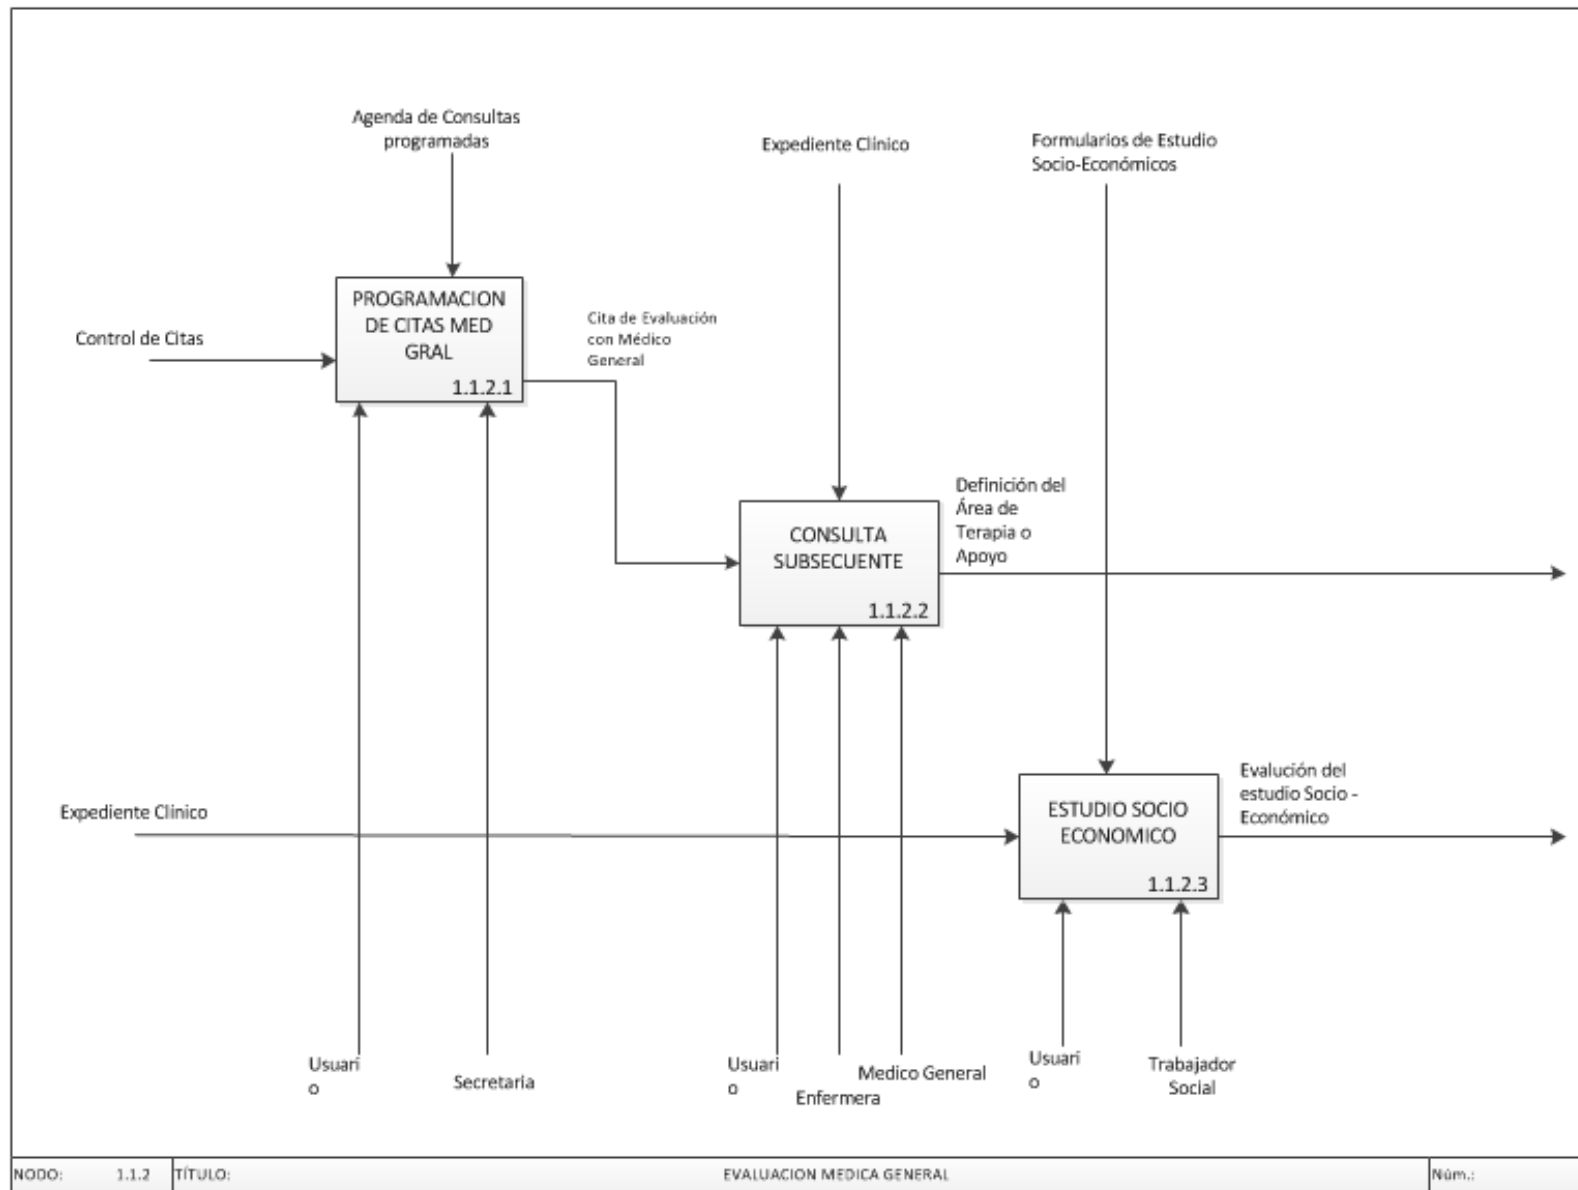 Agenda de Consultas
programadas
Expediente Clínico
Formularios de Estudio
Socio-Económicos
PROGRAMACION
DE CITAS MED
GRAL
1.1.2.1
Control de Citas
Cita de Evaluación
con Médico
General
CONSULTA
SUBSECUENTE
1.1.2.2
Definición del
Área de
Terapia o
Apoyo
Expediente Clínico
ESTUDIO SOCIO
ECONOMICO
1.1.2.3
Evalución del
estudio Socio -
Económico
Usuari
o
Secretaria
Usuari
o
Enfermera
Medico General
Usuari
o
Trabajador
Social
NODO: 1.1.2 TÍTULO: EVALUACION MEDICA GENERAL Núm.: